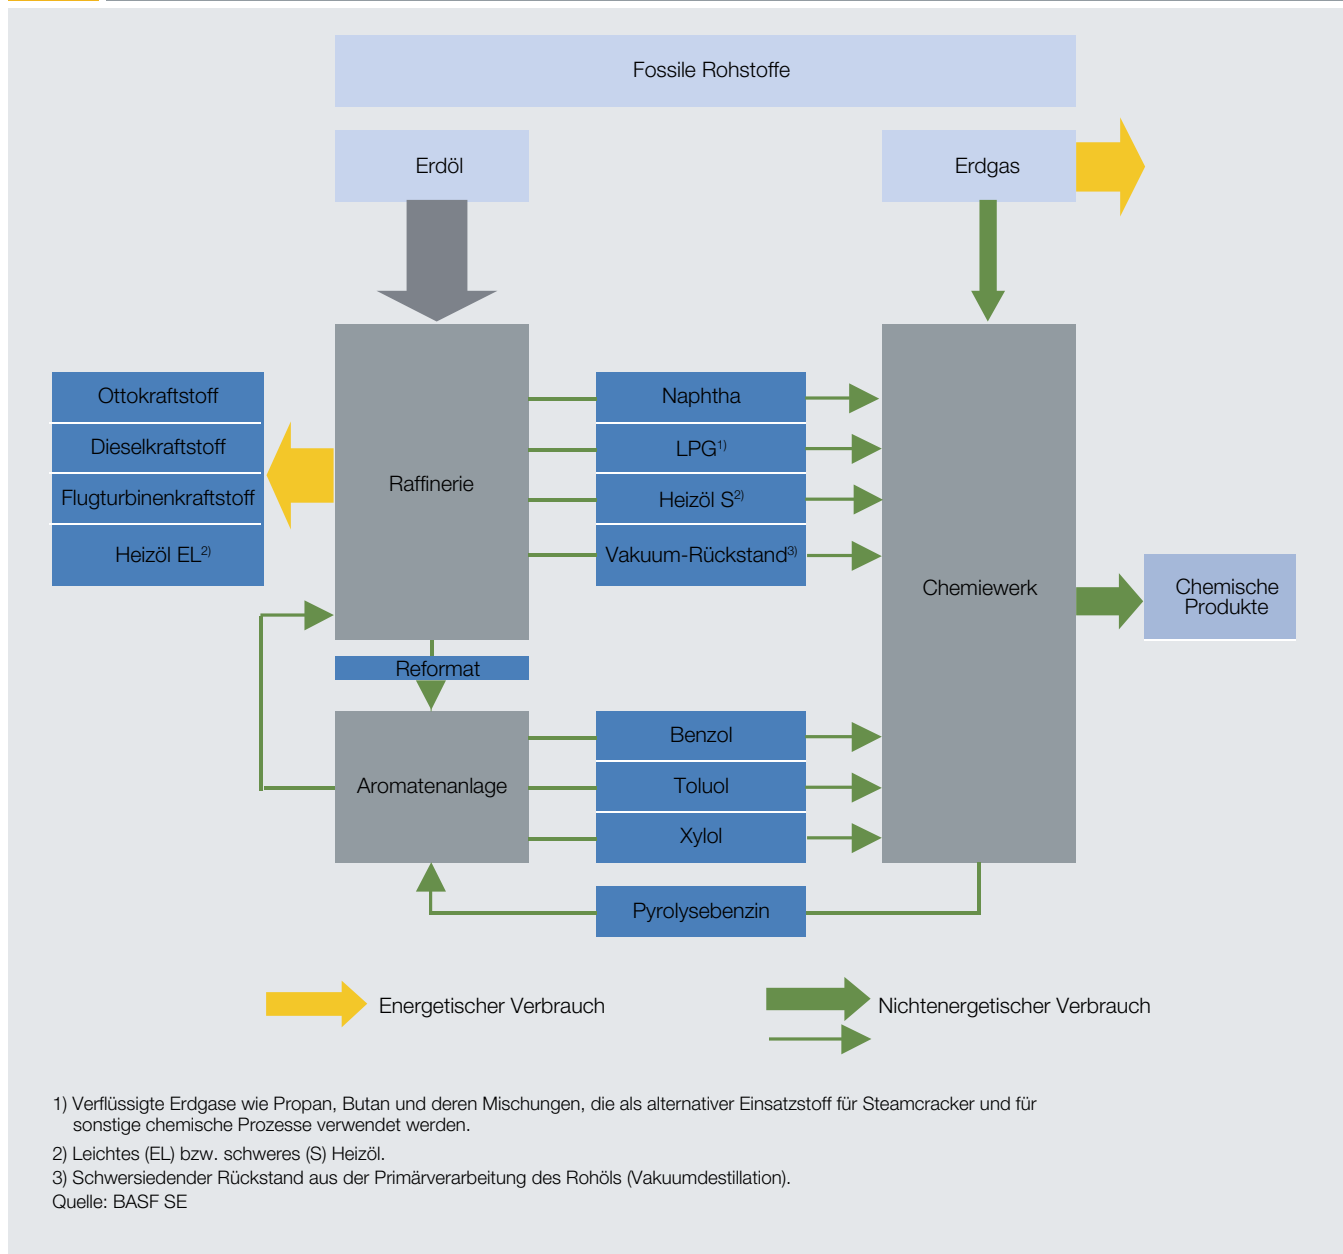 Fossile Rohstoffe
Erdöl
Erdgas
Ottokraftstoff
Dieselkraftstoff
Flugturbinenkraftstoff
Heizöl EL2)
Raffinerie
Naphtha
LPG1)
Heizöl S2)
Vakuum-Rückstand3)
Chemiewerk
Chemische
Produkte
Reformat
Aromatenanlage
Benzol
Toluol
Xylol
Pyrolysebenzin
Energetischer Verbrauch
Nichtenergetischer Verbrauch
1) Verflüssigte Erdgase wie Propan, Butan und deren Mischungen, die als alternativer Einsatzstoff für Steamcracker und für
sonstige chemische Prozesse verwendet werden.
2) Leichtes (EL) bzw. schweres (S) Heizöl.
3) Schwersiedender Rückstand aus der Primärverarbeitung des Rohöls (Vakuumdestillation).
Quelle: BASF SE